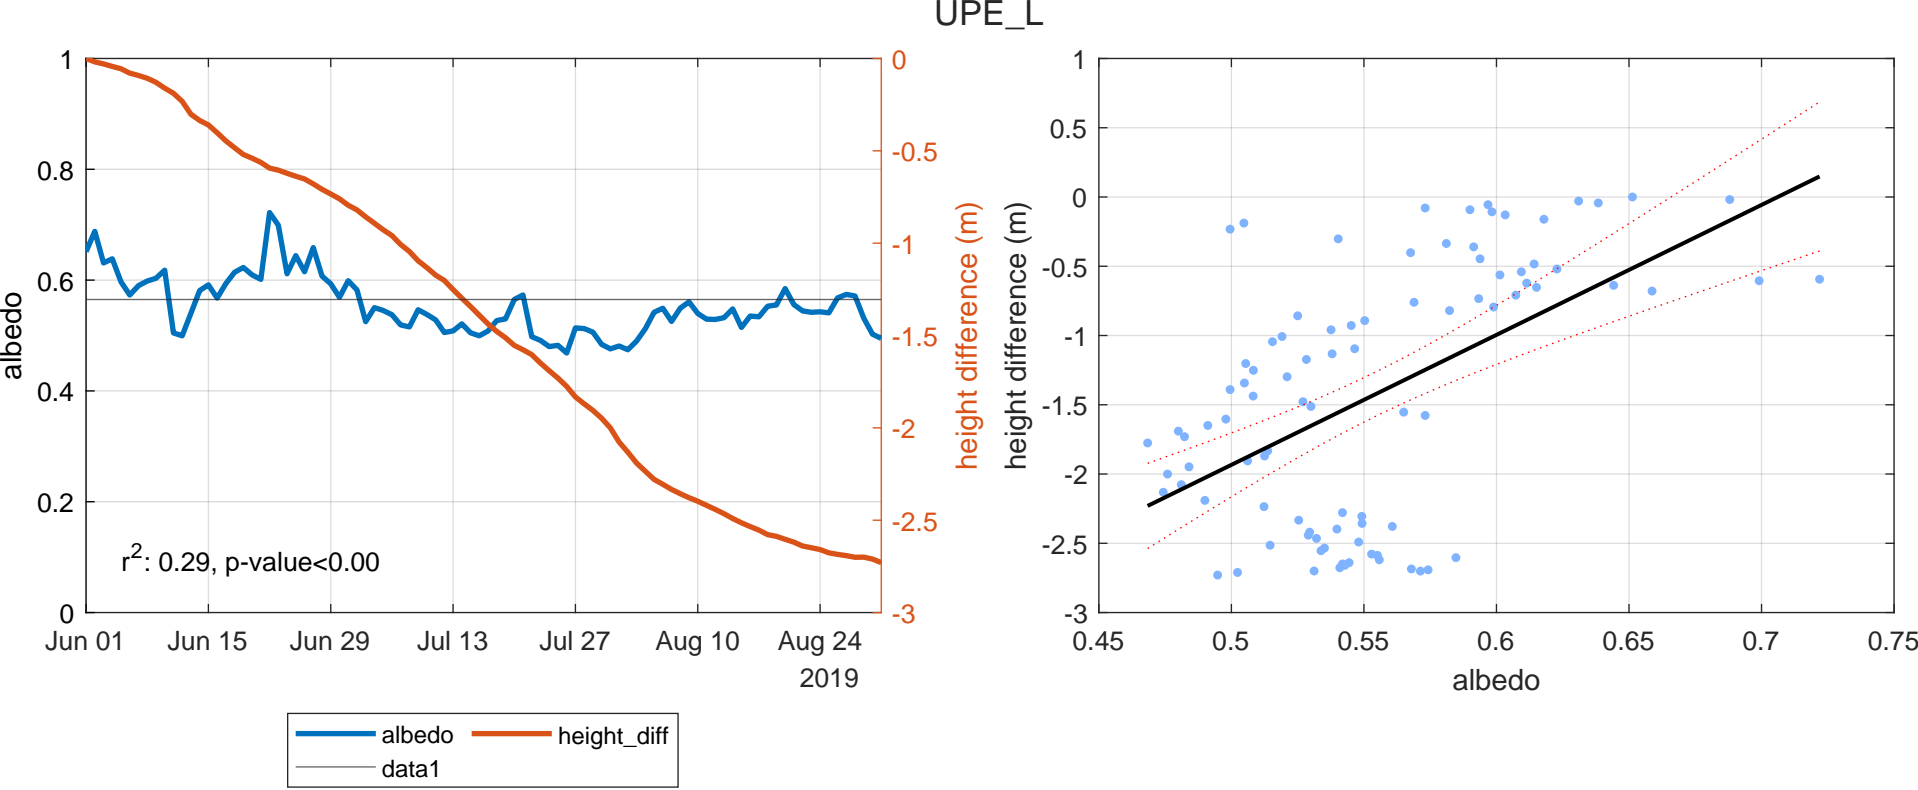 UPE_L
1
0.8
0.6
0.4
0.2
0
albedo
0
-0.5
-1
-1.5
-2
-2.5
-3
height difference (m)
r2: 0.29, p-value<0.00
Jun 01 Jun 15 Jun 29 Jul 13 Jul 27 Aug 10 Aug 24
2019
albedo height_diff
data1
1
0.5
0
-0.5
-1
-1.5
-2
-2.5
-3
height difference (m)
0.45 0.5 0.55 0.6 0.65 0.7 0.75
albedo